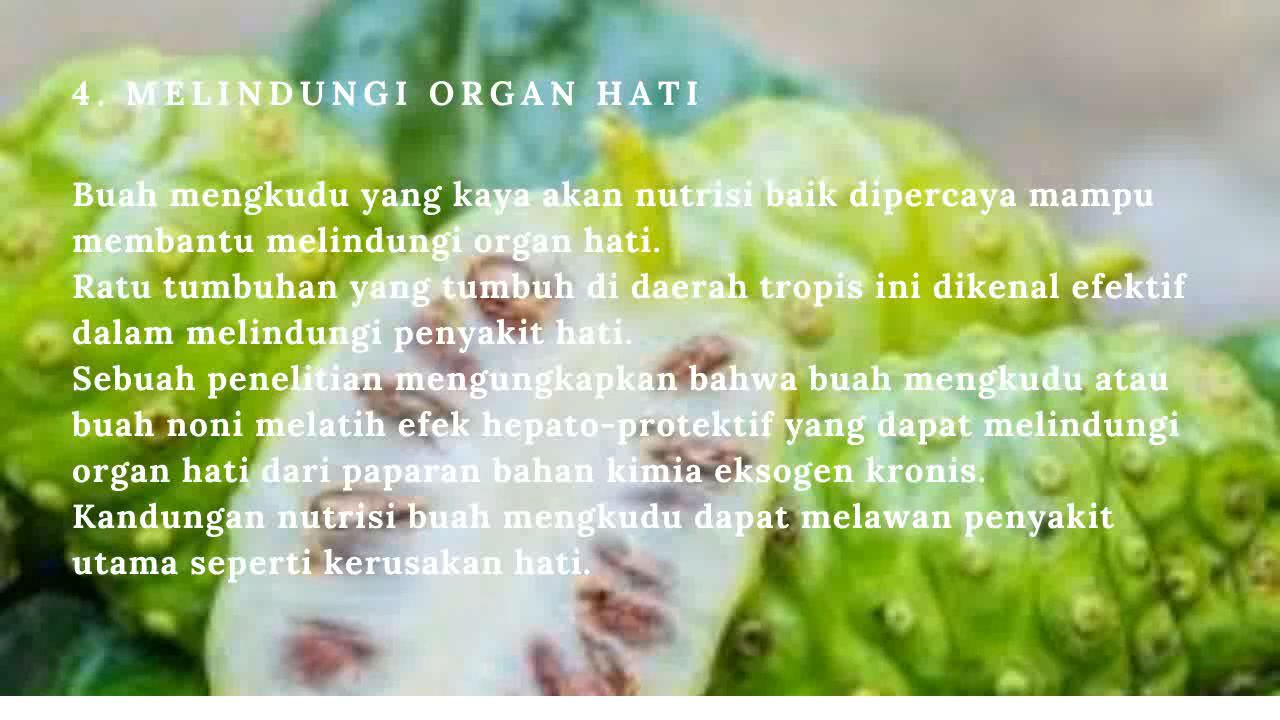 4. MELINDUNGI ORGAN HATI
Buah mengkudu yang kaya akan nutrisi baik dipercaya mampu
membantu melindungi organ hati.
Ratu tumbuhan yang tumbuh di daerah tropis ini dikenal efektif
dalam melindungi penyakit hati.
Sebuah penelitian mengungkapkan bahwa buah mengkudu atau
buah noni melatih efek hepato-protektif yang dapat melindungi
organ hati dari paparan bahan kimia eksogen kronis.
Kandungan nutrisi buah mengkudu dapat melawan penyakit
utama seperti kerusakan hati.